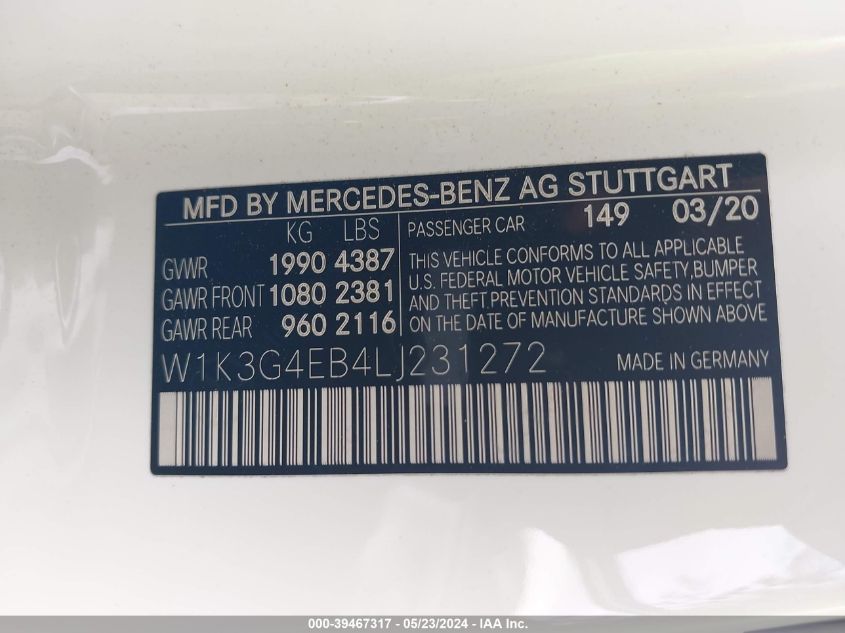 MFD BY MERCEDES-BENZ AG STUTTGART
KG LBS
GVWR 1990 4387
GAWR FRONT 1080 2381
GAWR REAR 960 2116
PASSENGER CAR 149 03/20
THIS VEHICLE CONFORMS TO ALL APPLICABLE
U.S. FEDERAL MOTOR VEHICLE SAFETY,BUMPER
AND THEFT PREVENTION STANDARDS IN EFFECT
ON THE DATE OF MANUFACTURE SHOWN ABOVE
W1K3G4EB4LJ231272
MADE IN GERMANY
000-39467317 - 05/23/2024 - IAA Inc.